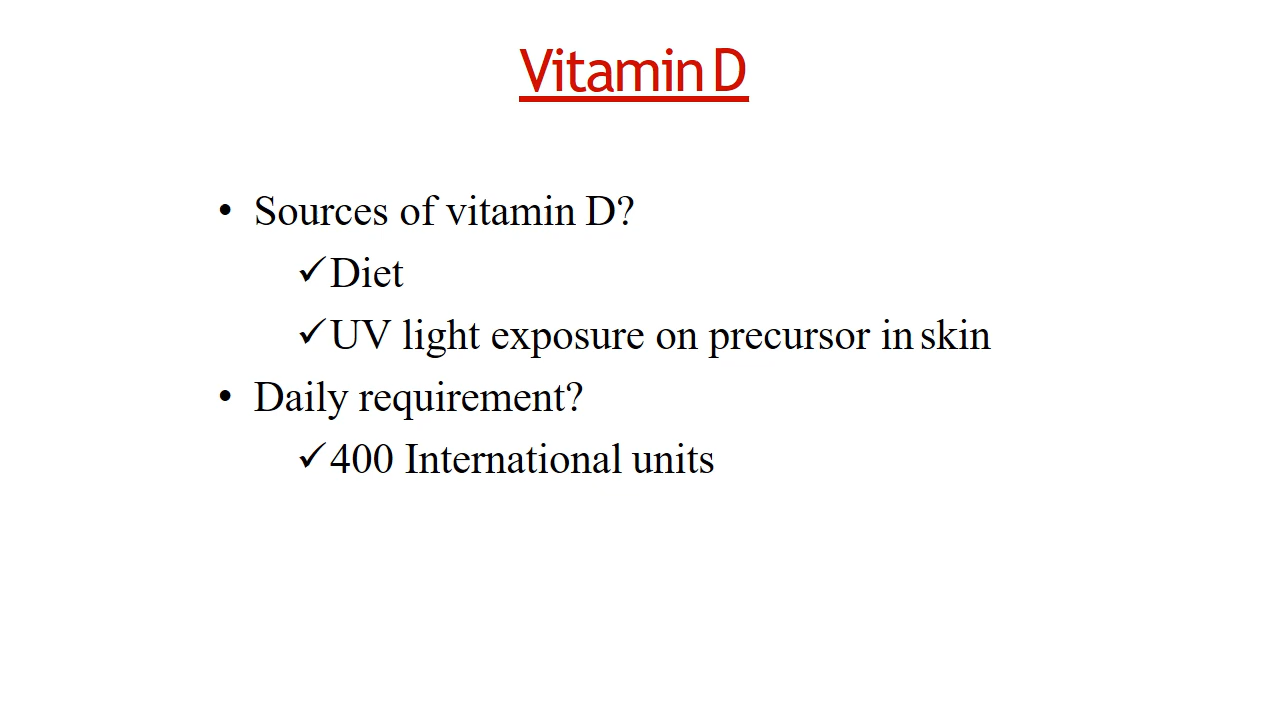 Vitamin D
• Sources of vitamin D?
✓Diet
✓UV light exposure on precursor in skin
• Daily requirement?
✓400 International units